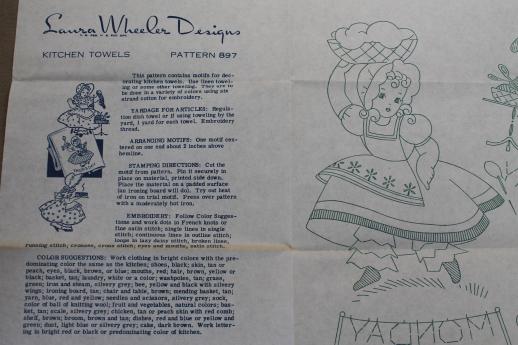 Laura Wheeler Designs
KITCHEN TOWELS PATTERN 897
This pattern contains motifs for dec-
orating kitchen towels. Use linen towel-
ing or some other toweling. They are to
be done in a variety of colors using six
strand cotton for embroidery.
YARDAGE FOR ARTICLES: Regula-
tion dish towel or if using toweling by the
yard, 1 yard for each towel. Embroidery
thread.
ARRANGING MOTIFS: One motif cen-
tered on one end about 2 inches above
hemline.
STAMPING DIRECTIONS: Cut the
motif from pattern. Pin it securely in
place on material, printed side down.
Place the material on a padded surface
(an ironing board will do). Try out heat
of iron on trial motif. Press over pattern
with a moderately hot iron.
EMBROIDERY: Follow Color Sugges-
tions and work dots in French knots or
fine satin stitch; single lines in single
stitch; continuous lines in outline stitch;
loops in lazy daisy stitch, broken lines,
running stitch; crosses, cross stitch; eyes and mouths, satin stitch.
COLOR SUGGESTIONS: Work clothing in bright colors with the pre-
dominating color the same as the kitchen; shoes, black; skin, tan or
peach, eyes, black, brown, or blue; mouths, red; hair, brown, yellow or
black; basket, tan; laundry, white or a color; washpoles, tan; grass,
green; iron and steam, silvery grey; bee, yellow and black with silvery
wings; ironing board, tan; chair and table, brown; mending basket, tan;
yarn, blue, red and yellow; needles and scissors, silvery grey; sock,
color of ball of knitting wool; fruit and vegetables, natural colors; bas-
ket, tan; scale, silvery grey; chicken, tan or peach skin with red comb;
shelf, brown; broom, brown and tan; dishes, red and blue or yellow and
green; dust, light blue or silvery grey; cake, dark brown. Work letter-
ing in bright red or black or predominating color of kitchen.
MONDAY